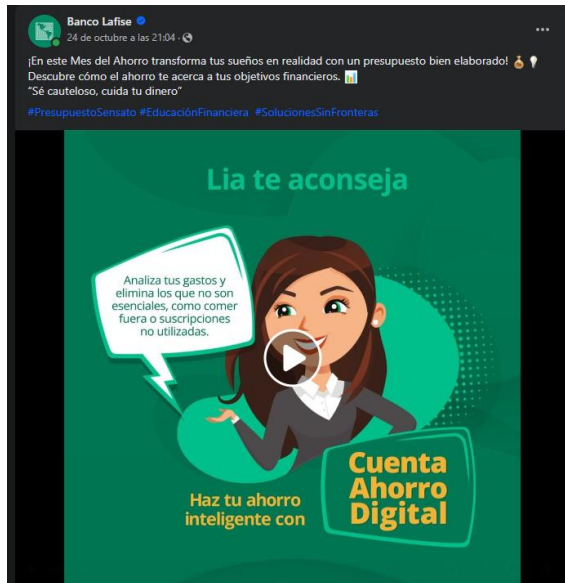 Banco Lafise
24 de octubre a las 21:04 ·
¡En este Mes del Ahorro transforma tus sueños en realidad con un presupuesto bien elaborado!
Descubre cómo el ahorro te acerca a tus objetivos financieros.
“Sé cauteloso, cuida tu dinero”
#PresupuestoSensato #EducaciónFinanciera #SolucionesSinFronteras
Lia te aconseja
Analiza tus gastos y
elimina los que no son
esenciales, como comer
fuera o suscripciones
no utilizadas.
Haz tu ahorro
inteligente con
Cuenta
Ahorro
Digital